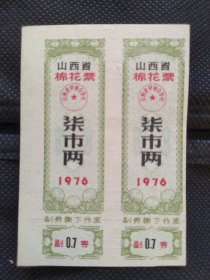 山西省
棉花票
柒市两
1976
副券撕下作废
副 0.7 券
山西省
棉花票
柒市两
1976
副券撕下作废
副 0.7 券